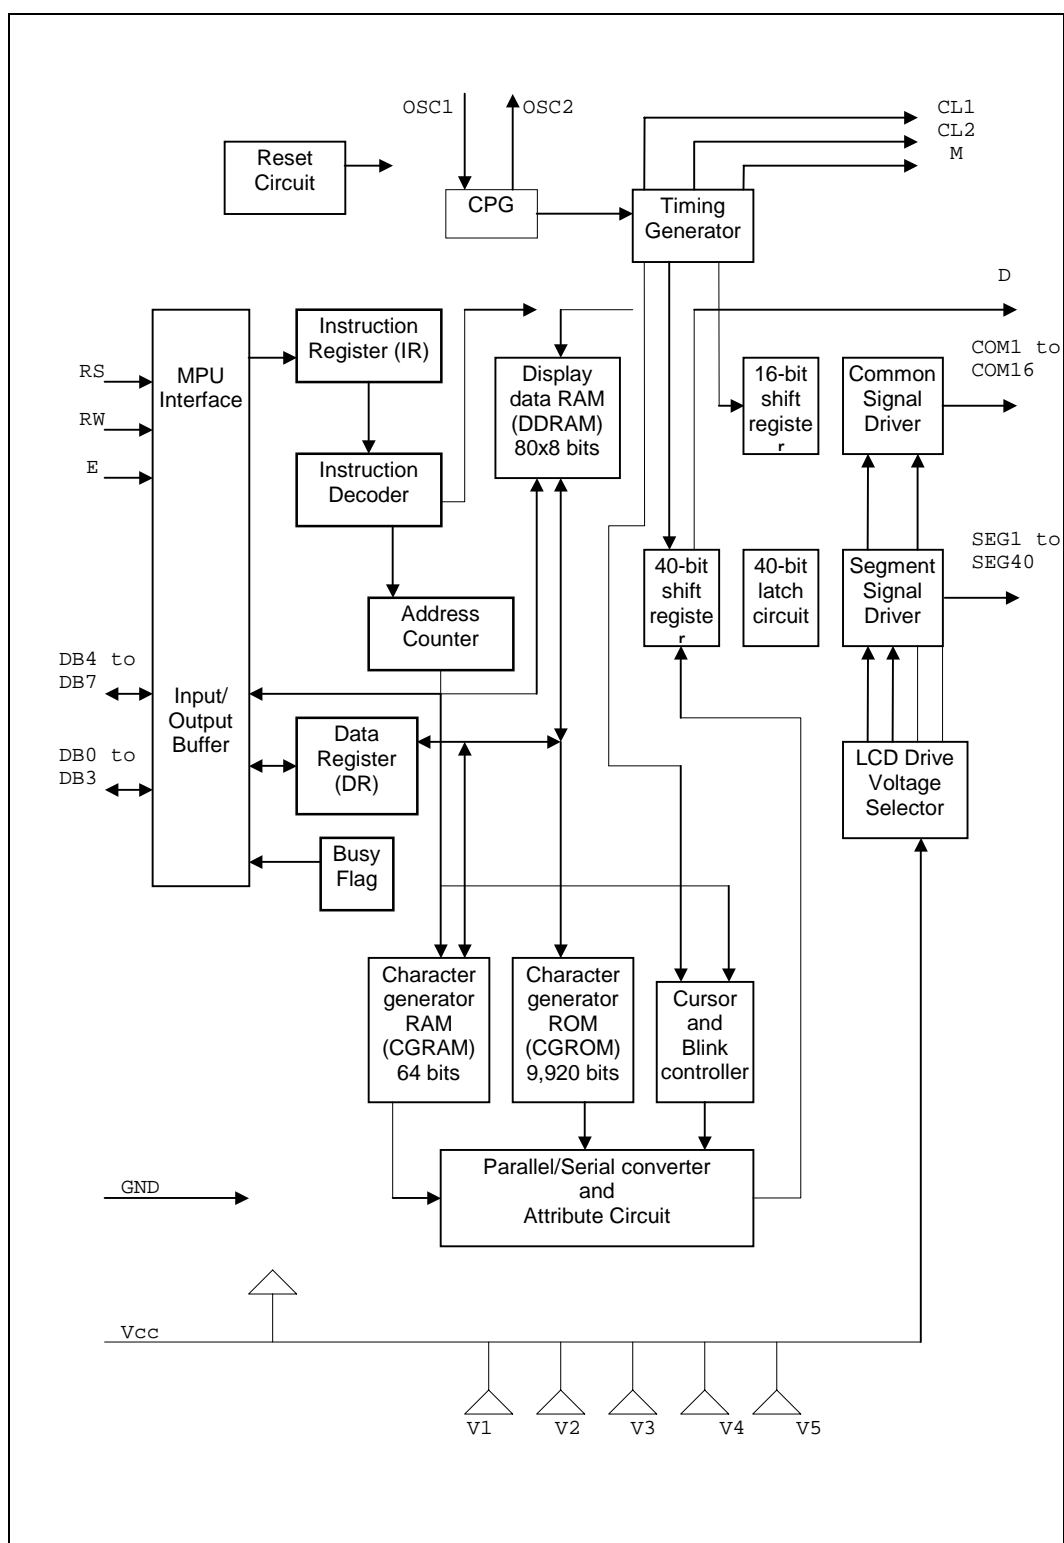 OSC1
OSC2
CL1
CL2
M
Reset
Circuit
CPG
Timing
Generator
D
MPU
Interface
Instruction
Register (IR)
Display
data RAM
(DDRAM)
80x8 bits
16-bit
shift
registe
r
Common
Signal
Driver
COM1 to
COM16
RS
RW
E
Instruction
Decoder
40-bit
shift
registe
r
40-bit
latch
circuit
Segment
Signal
Driver
SEG1 to
SEG40
Address
Counter
DB4 to
DB7
Input/
Output
Buffer
DB0 to
DB3
Data
Register
(DR)
LCD Drive
Voltage
Selector
Busy
Flag
Character
generator
RAM
(CGRAM)
64 bits
Character
generator
ROM
(CGROM)
9,920 bits
Cursor
and
Blink
controller
Parallel/Serial converter
and
Attribute Circuit
GND
Vcc
V1
V2
V3
V4
V5